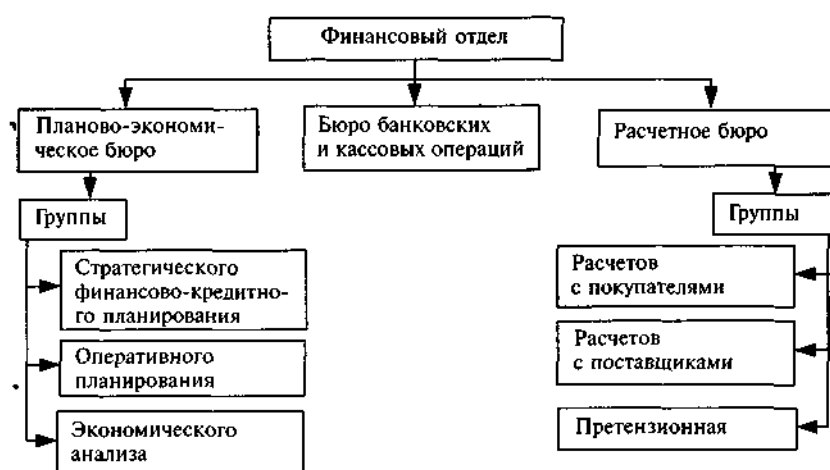 Финансовый отдел
Планово-экономи-
ческое бюро
Бюро банковских
и кассовых операций
Расчетное бюро
Группы
Стратегического
финансово-кредитно-
го планирования
Оперативного
планирования
Экономического
анализа
Группы
Расчетов
с покупателями
Расчетов
с поставщиками
Претензионная